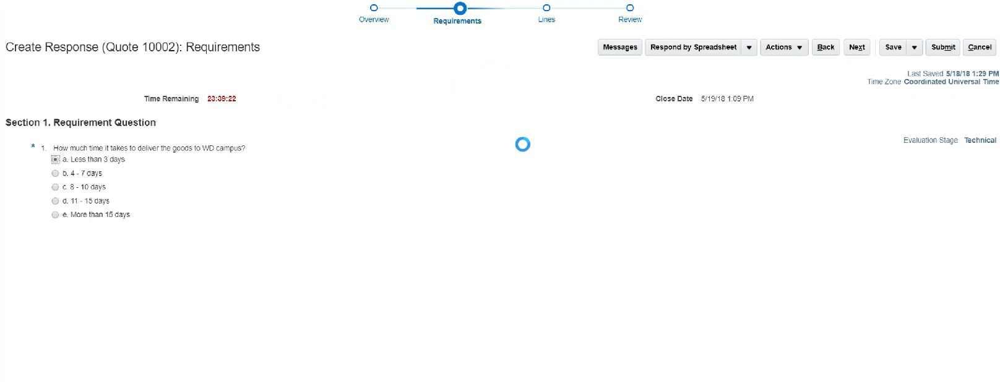 Overview
Requirements
Lines
Review
Create Response (Quote 10002): Requirements
Messages
Respond by Spreadsheet
Actions
Back
Next
Save
Submit
Cancel
Last Saved 5/18/18 1:29 PM
Time Zone Coordinated Universal Time
Time Remaining 23:39:22
Close Date 5/19/18 1:09 PM
Section 1. Requirement Question
Evaluation Stage Technical
* 1. How much time it takes to deliver the goods to WD campus?
a. Less than 3 days
b. 4 - 7 days
c. 8 - 10 days
d. 11 - 15 days
e. More than 15 days